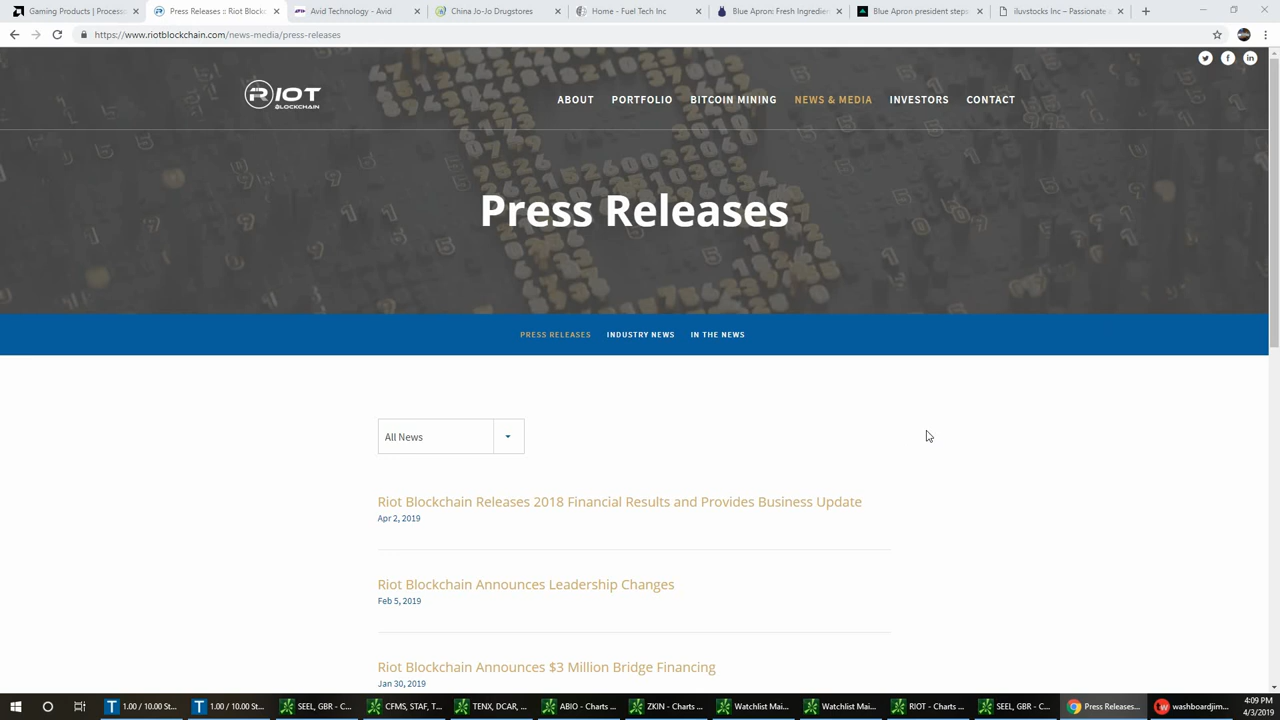 Gaming Products | Process
Press Releases :: Riot Block
Avid Technology - Avid
China Jo-Jo Drugstores
Home - Fuel Tech Inc
Blue Apron: Fresh Ingredien
Blue Apron president steps
iluvstocks Inc – Passionate
https://www.riotblockchain.com/news-media/press-releases
RIOT
BLOCKCHAIN
ABOUT PORTFOLIO BITCOIN MINING NEWS & MEDIA INVESTORS CONTACT
Press Releases
PRESS RELEASES INDUSTRY NEWS IN THE NEWS
All News
Riot Blockchain Releases 2018 Financial Results and Provides Business Update
Apr 2, 2019
Riot Blockchain Announces Leadership Changes
Feb 5, 2019
Riot Blockchain Announces $3 Million Bridge Financing
Jan 30, 2019
1.00 / 10.00 St...
1.00 / 10.00 St...
SEEL, GBR - C...
CFMS, STAF, T...
TENX, DCAR, ...
ABIO - Charts ...
ZKIN - Charts ...
Watchlist Mai...
Watchlist Mai...
RIOT - Charts ...
SEEL, GBR - C...
Press Releases...
washboardjim...
4:09 PM
4/3/2019